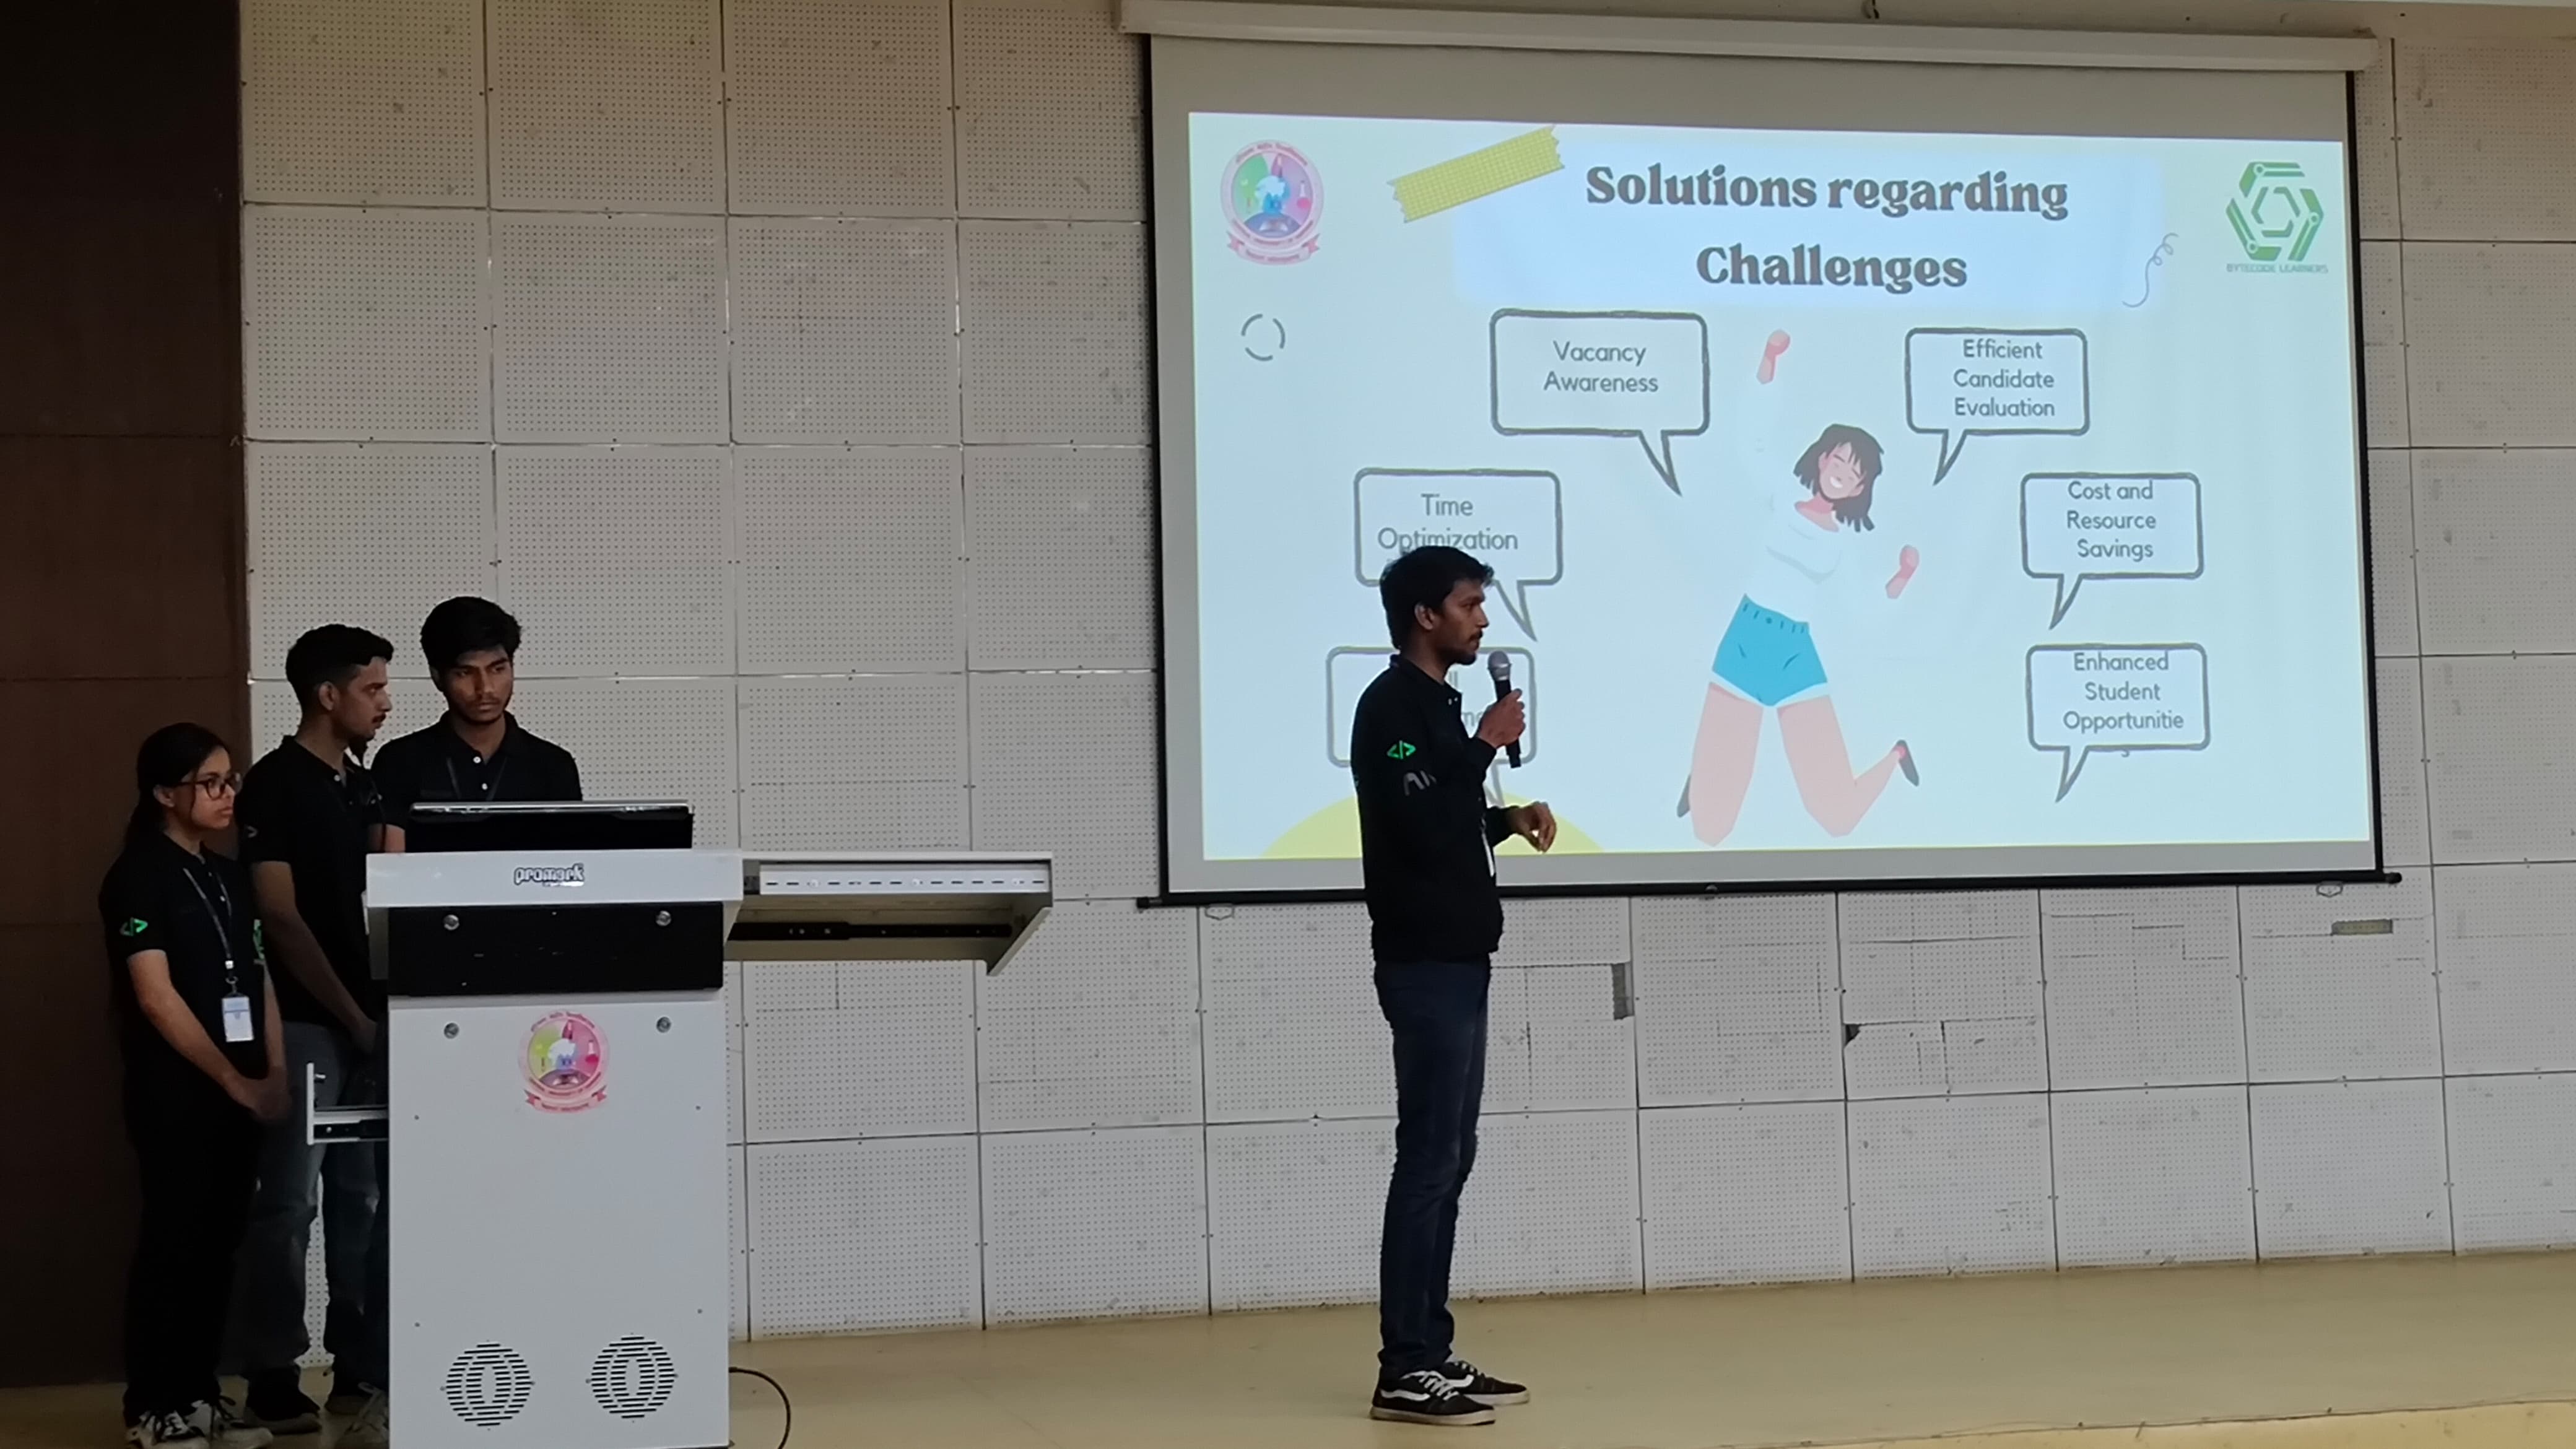 Solutions regarding
Challenges
BYTECODE LEARNERS
Vacancy
Awareness
Efficient
Candidate
Evaluation
Time
Optimization
Cost and
Resource
Savings
Enhanced
Student
Opportunitie
s
</>
</>
promark